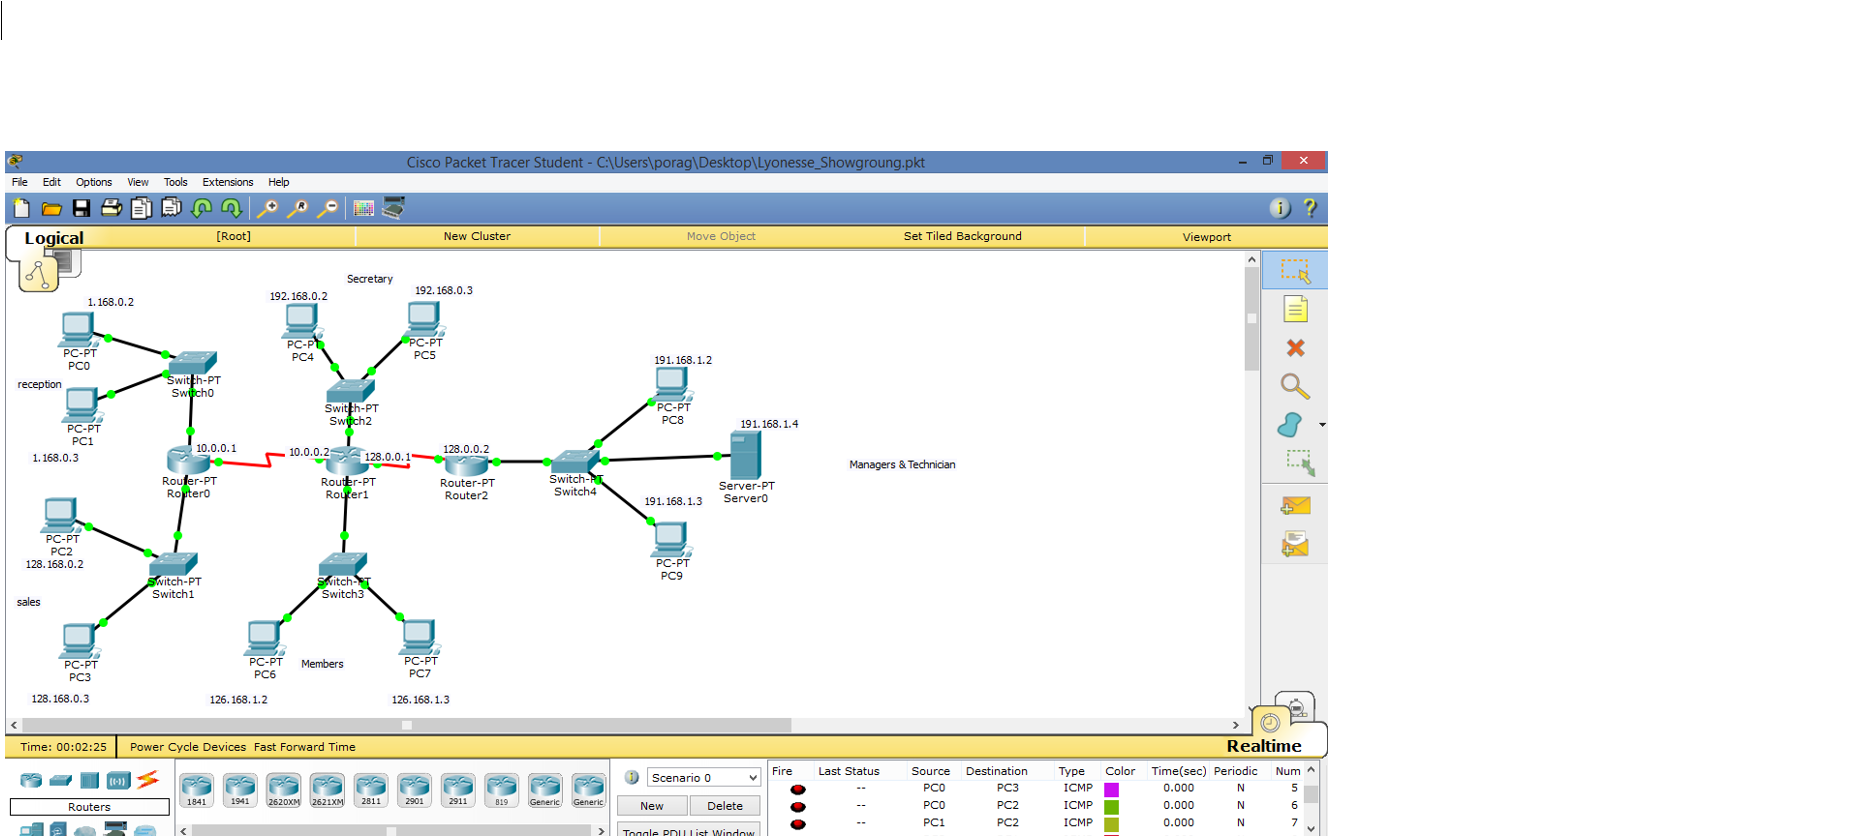 Cisco Packet Tracer Student - C:\Users\porag\Desktop\Lyonesse_Showgroung.pkt
File Edit Options View Tools Extensions Help
Logical [Root] New Cluster Move Object Set Tiled Background Viewport
Secretary
1.168.0.2
192.168.0.2
192.168.0.3
PC-PT
PC0
PC-PT
PC4
PC-PT
PC5
reception
Switch-PT
Switch0
PC-PT
PC1
1.168.0.3
Switch-PT
Switch2
191.168.1.2
PC-PT
PC8
191.168.1.4
10.0.0.1
10.0.0.2
128.0.0.1
128.0.0.2
Router-PT
Router0
Router-PT
Router1
Router-PT
Router2
Switch-PT
Switch4
Server-PT
Server0
Managers & Technician
191.168.1.3
PC-PT
PC9
PC-PT
PC2
128.168.0.2
Switch-PT
Switch1
Switch-PT
Switch3
sales
PC-PT
PC3
128.168.0.3
PC-PT
PC6
Members
PC-PT
PC7
126.168.1.2
126.168.1.3
Realtime
Time: 00:02:25 Power Cycle Devices Fast Forward Time
Routers
1841 1941 2620XM 2621XM 2811 2901 2911 819 Generic Generic
Scenario 0
New Delete
Toggle PDU List Window
Fire Last Status Source Destination Type Color Time(sec) Periodic Num
-- PC0 PC3 ICMP 0.000 N 5
-- PC0 PC2 ICMP 0.000 N 6
-- PC1 PC2 ICMP 0.000 N 7